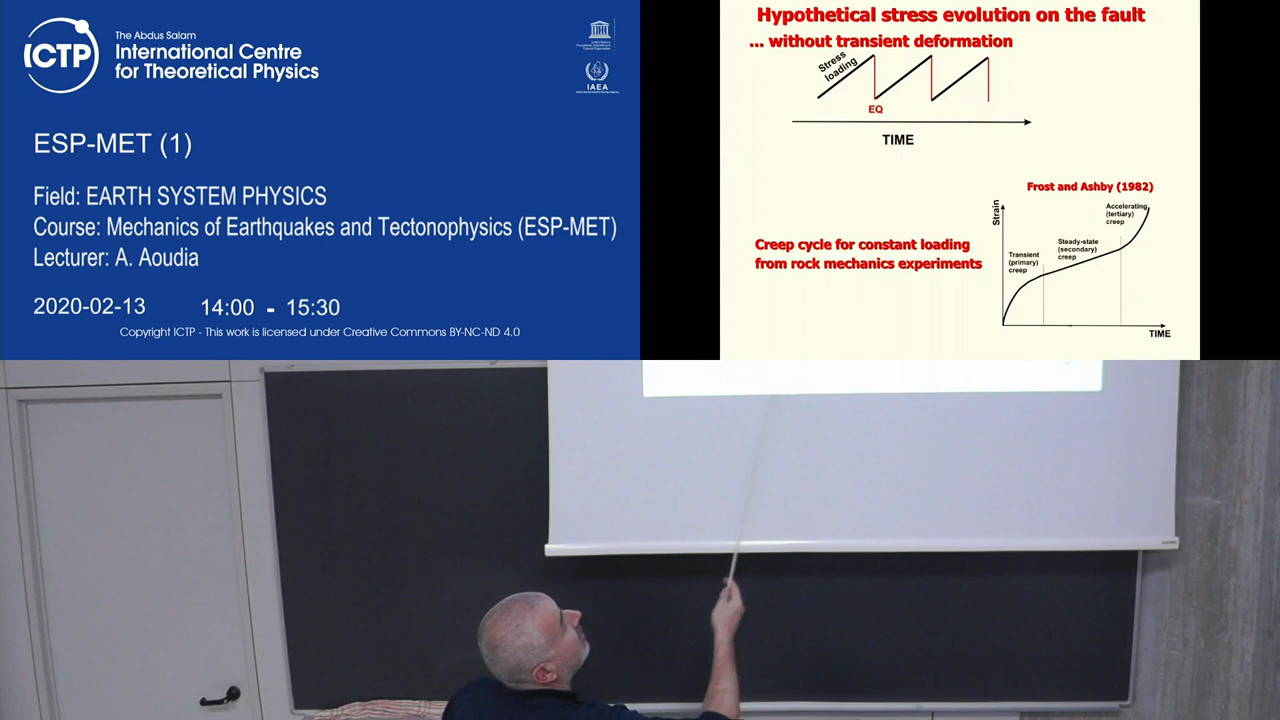 The Abdus Salam
ICTP
International Centre
for Theoretical Physics
IAEA
ESP-MET (1)
Field: EARTH SYSTEM PHYSICS
Course: Mechanics of Earthquakes and Tectonophysics (ESP-MET)
Lecturer: A. Aoudia
2020-02-13 14:00 - 15:30
Copyright ICTP - This work is licensed under Creative Commons BY-NC-ND 4.0
Hypothetical stress evolution on the fault
... without transient deformation
Stress
loading
EQ
TIME
Frost and Ashby (1982)
Creep cycle for constant loading
from rock mechanics experiments
Strain
Transient
(primary)
creep
Steady-state
(secondary)
creep
Accelerating
(tertiary)
creep
TIME